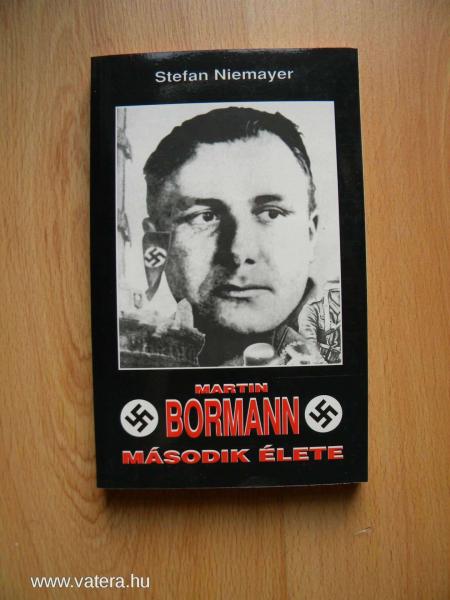 Stefan Niemayer
MARTIN
BORMANN
MÁSODIK ÉLETE
www.vatera.hu